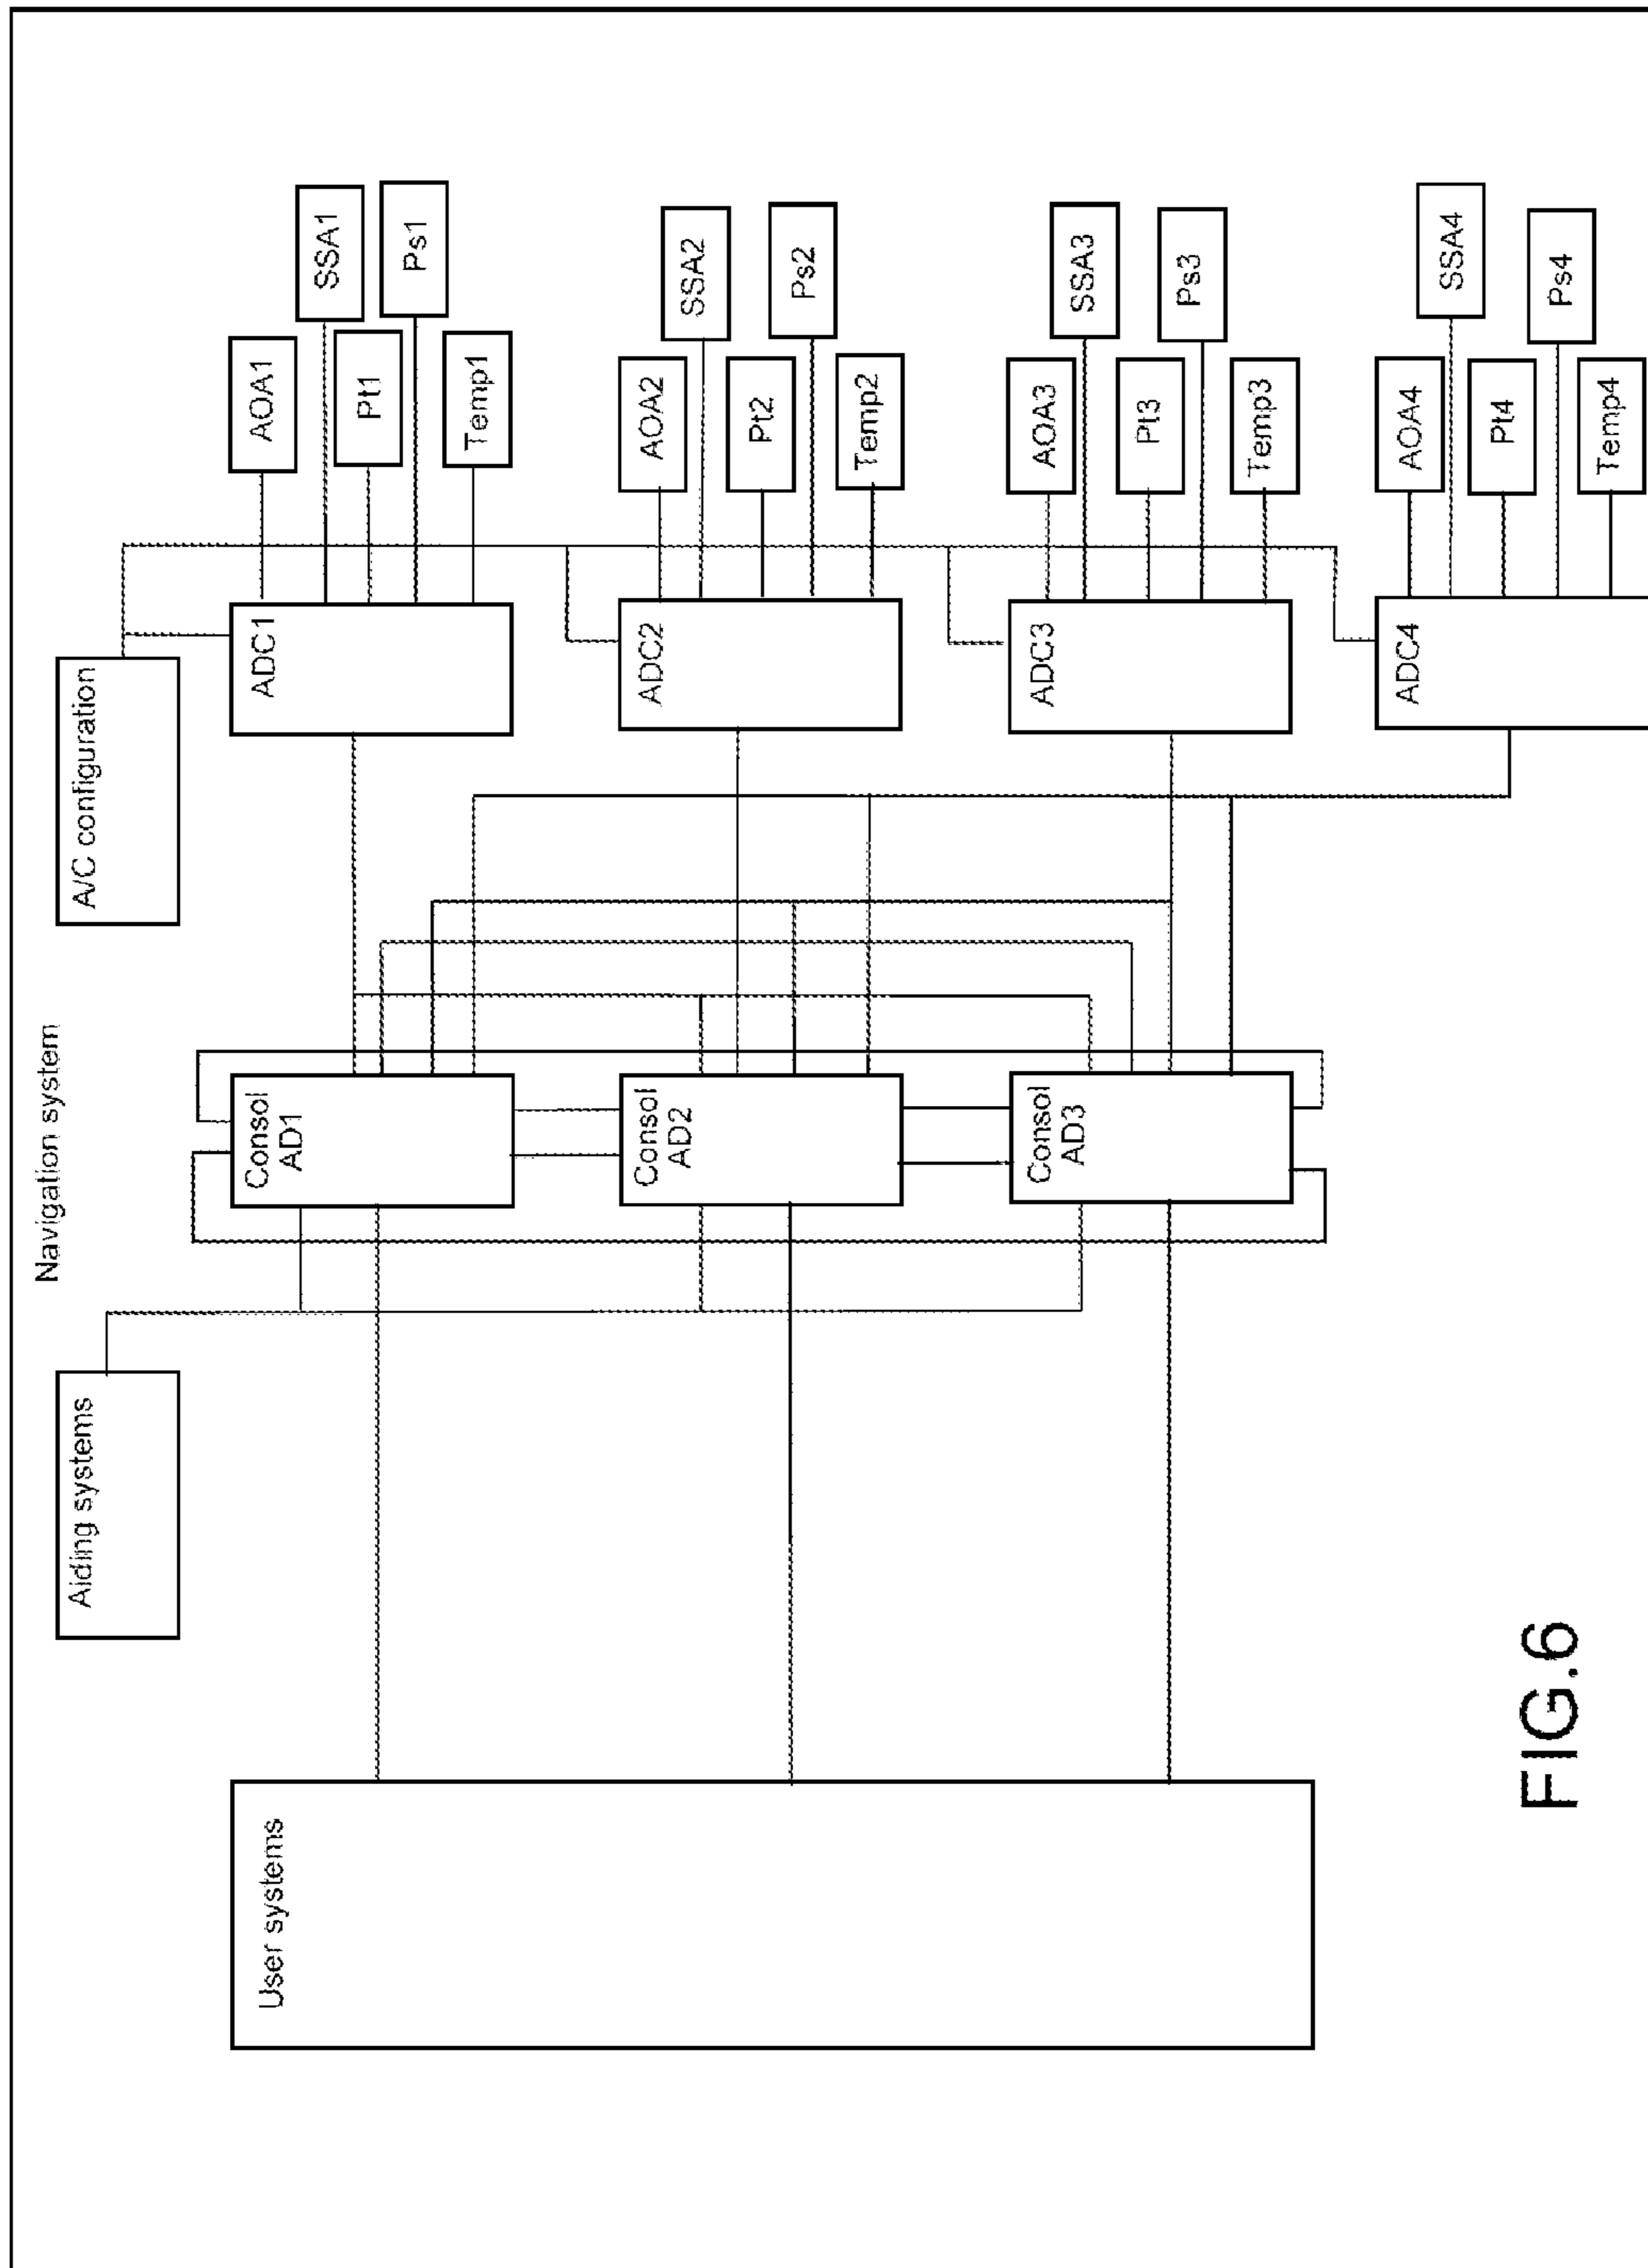 Navigation system
Aiding systems
A/C configuration
User systems
Consol
AD1
Consol
AD2
Consol
AD3
ADC1
ADC2
ADC3
ADC4
AOA1
SSA1
Pt1
Ps1
Temp1
AOA2
SSA2
Pt2
Ps2
Temp2
AOA3
SSA3
Pt3
Ps3
Temp3
AOA4
SSA4
Pt4
Ps4
Temp4
FIG.6